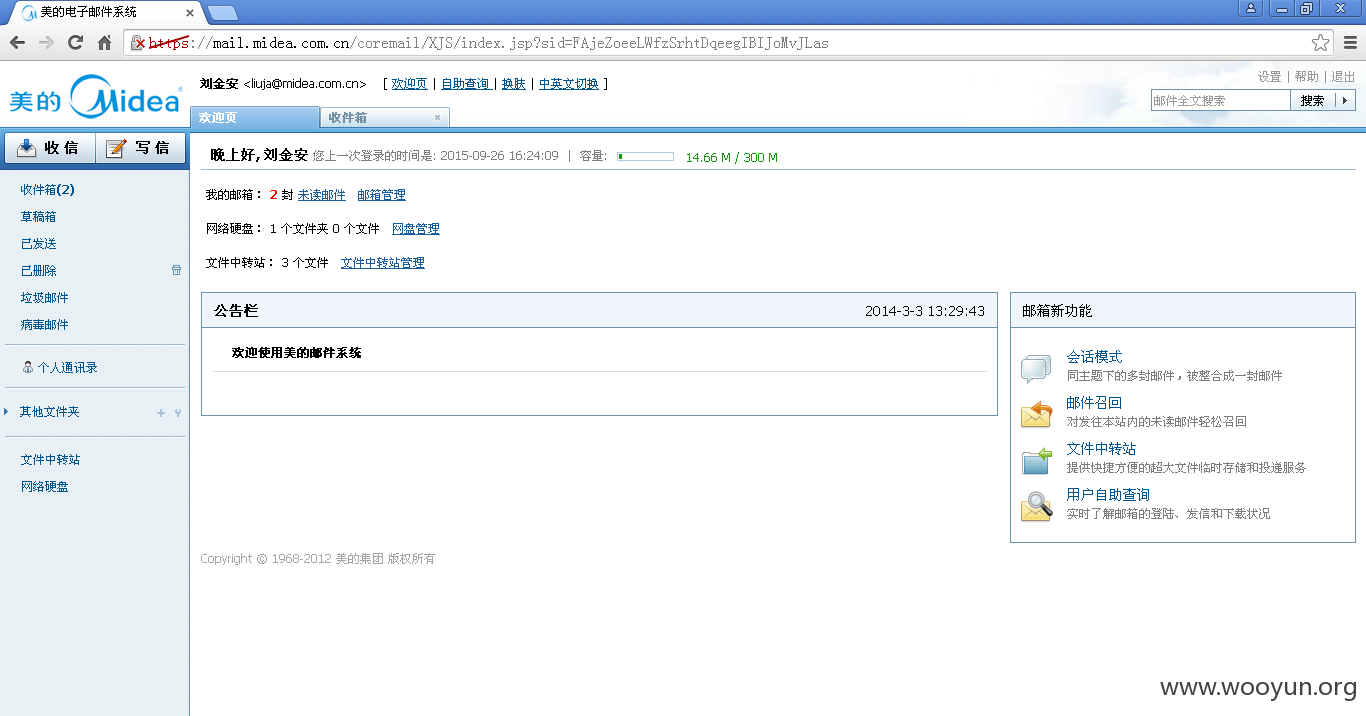 美的电子邮件系统
https://mail.midea.com.cn/coremail/XJS/index.jsp?sid=FAjeZoeeLWfzSrhtDqeegIBIJoMvJLas
美的 Midea
刘金安 <liuja@midea.com.cn> [ 欢迎页 | 自助查询 | 换肤 | 中英文切换 ]
设置 | 帮助 | 退出
邮件全文搜索 搜索
欢迎页 收件箱
收信 写信
晚上好,刘金安 您上一次登录的时间是: 2015-09-26 16:24:09 | 容量: 14.66 M / 300 M
收件箱(2)
草稿箱
已发送
已删除
垃圾邮件
病毒邮件
个人通讯录
其他文件夹
文件中转站
网络硬盘
我的邮箱： 2 封 未读邮件 邮箱管理
网络硬盘： 1 个文件夹 0 个文件 网盘管理
文件中转站： 3 个文件 文件中转站管理
公告栏 2014-3-3 13:29:43
欢迎使用美的邮件系统
邮箱新功能
会话模式
同主题下的多封邮件，被整合成一封邮件
邮件召回
对发往本站内的未读邮件轻松召回
文件中转站
提供快捷方便的超大文件临时存储和投递服务
用户自助查询
实时了解邮箱的登陆、发信和下载状况
Copyright © 1968-2012 美的集团 版权所有
www.wooyun.org